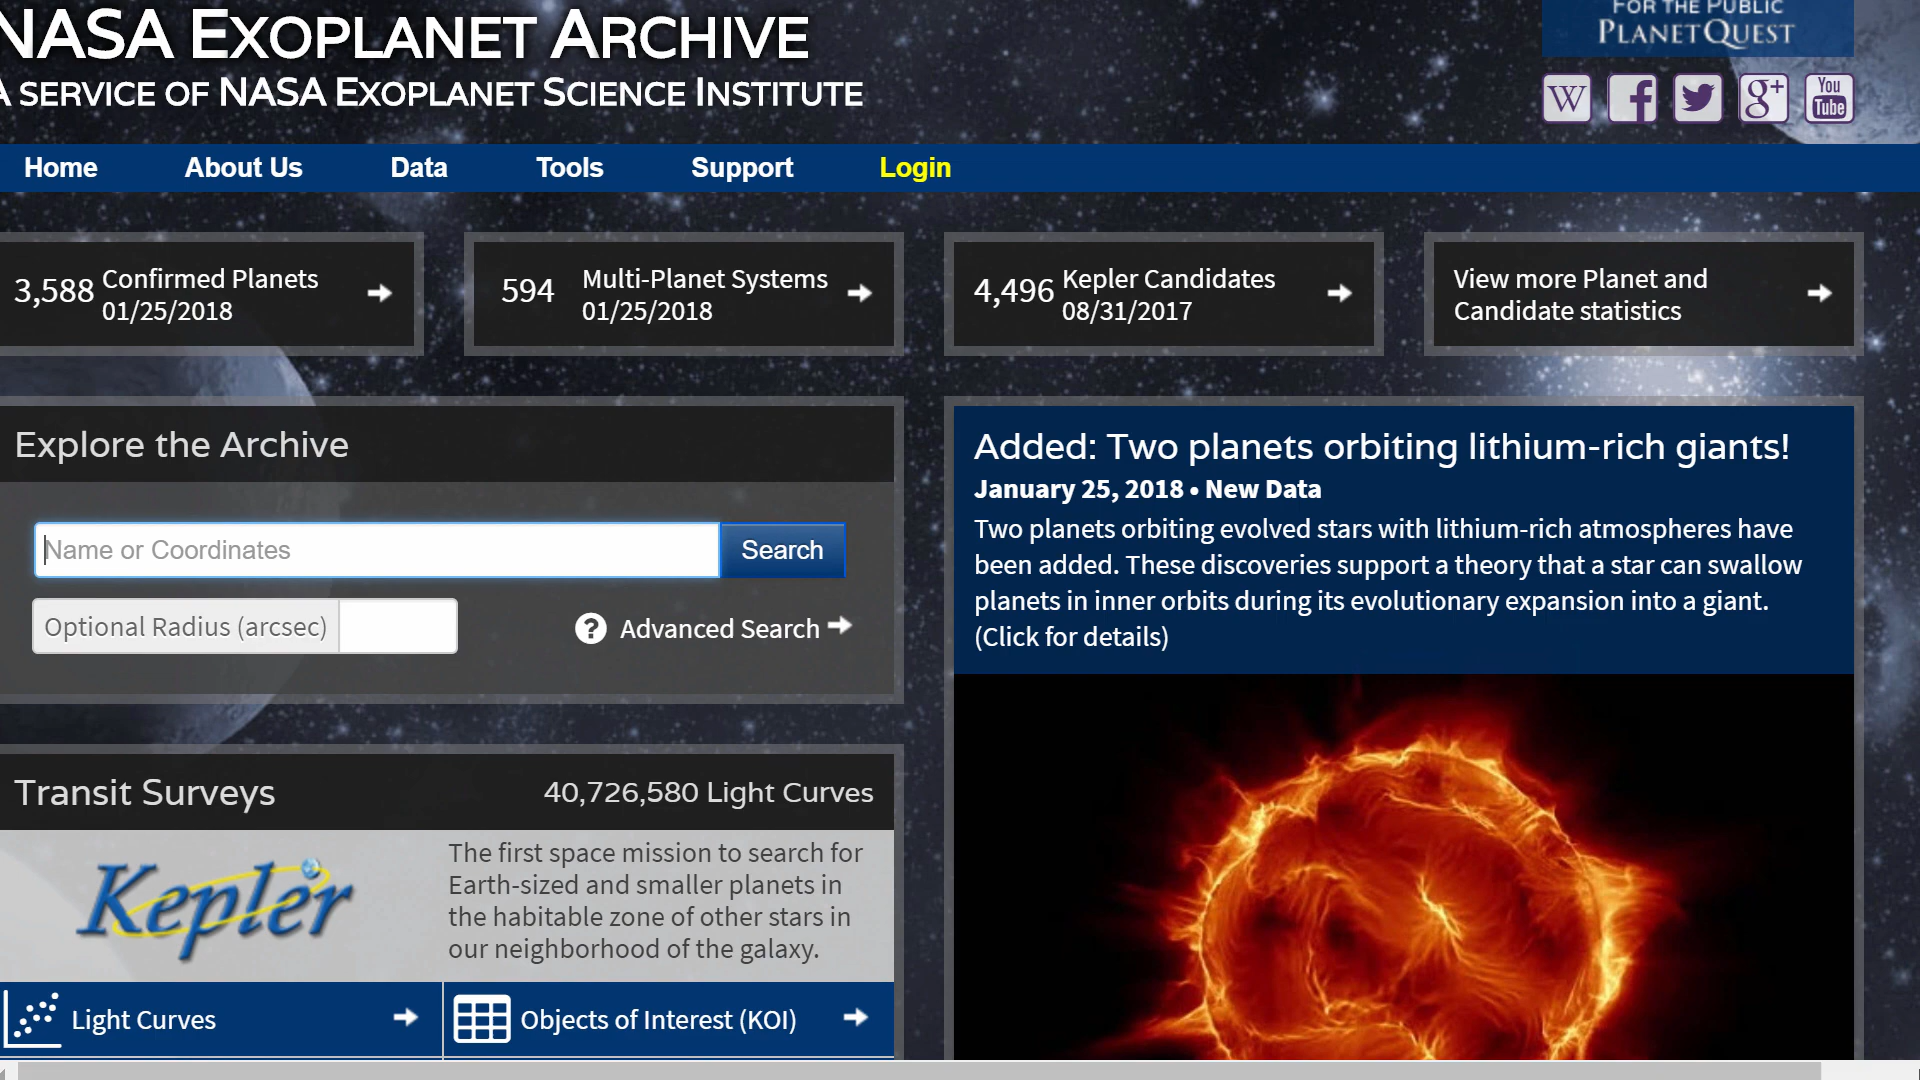 NASA EXOPLANET ARCHIVE
A SERVICE OF NASA EXOPLANET SCIENCE INSTITUTE
FOR THE PUBLIC
PLANETQUEST
W f g+ You Tube
Home About Us Data Tools Support Login
3,588 Confirmed Planets
01/25/2018
594 Multi-Planet Systems
01/25/2018
4,496 Kepler Candidates
08/31/2017
View more Planet and
Candidate statistics
Explore the Archive
Name or Coordinates Search
Optional Radius (arcsec) ? Advanced Search
Transit Surveys 40,726,580 Light Curves
Kepler
The first space mission to search for
Earth-sized and smaller planets in
the habitable zone of other stars in
our neighborhood of the galaxy.
Light Curves Objects of Interest (KOI)
Added: Two planets orbiting lithium-rich giants!
January 25, 2018 • New Data
Two planets orbiting evolved stars with lithium-rich atmospheres have
been added. These discoveries support a theory that a star can swallow
planets in inner orbits during its evolutionary expansion into a giant.
(Click for details)